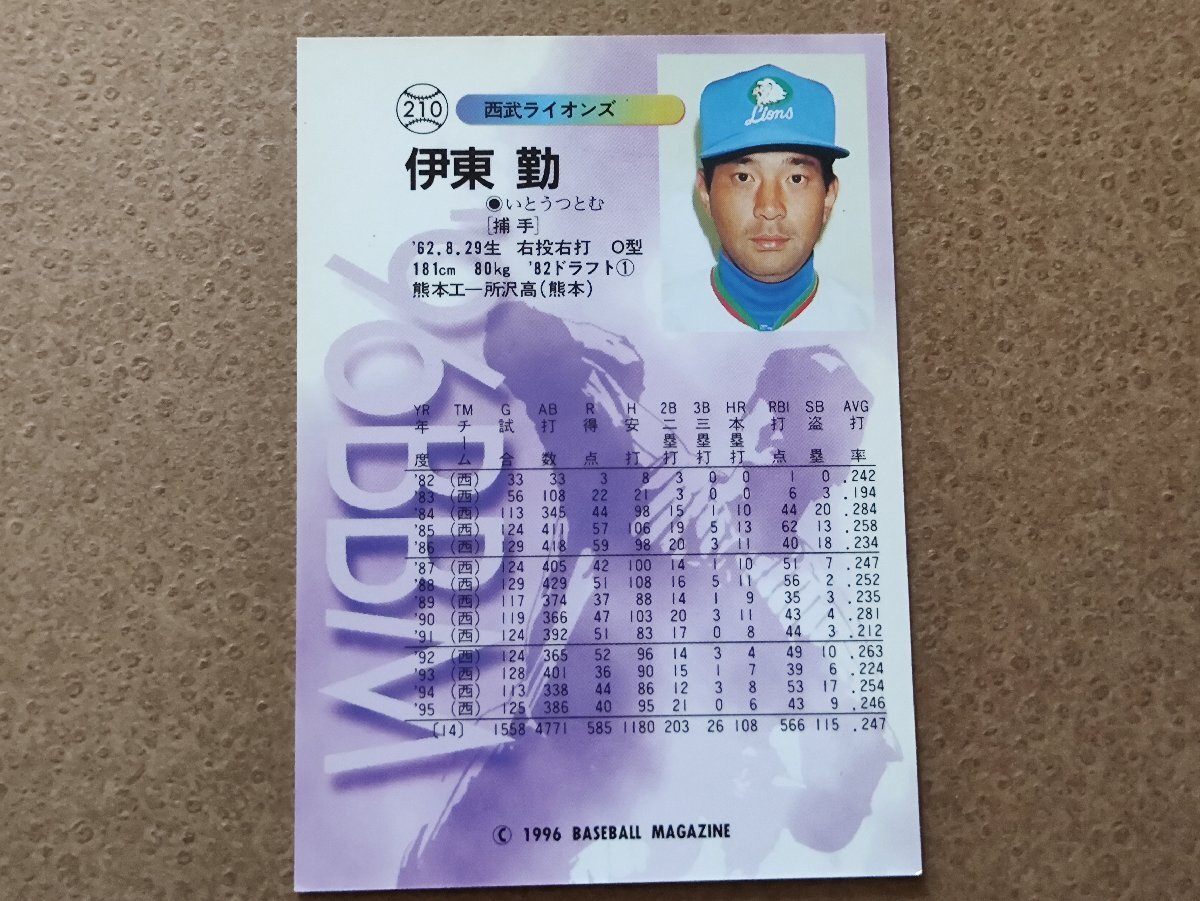 210 西武ライオンズ
Lions
伊東 勤
◉いとうつとむ
[捕手]
'62.8.29生 右投右打 O型
181cm 80kg '82ドラフト①
熊本工―所沢高(熊本)
'96BBM
YR TM G AB R H 2B 3B HR RBI SB AVG
年度 チーム 試合 打数 得点 安打 二塁打 三塁打 本塁打 打点 盗塁 打率
'82 (西) 33 33 3 8 3 0 0 1 0 .242
'83 (西) 56 108 22 21 3 0 0 6 3 .194
'84 (西) 113 345 44 98 15 1 10 44 20 .284
'85 (西) 124 411 57 106 19 5 13 62 13 .258
'86 (西) 129 418 59 98 20 3 11 40 18 .234
'87 (西) 124 405 42 100 14 1 10 51 7 .247
'88 (西) 129 429 51 108 16 5 11 56 2 .252
'89 (西) 117 374 37 88 14 1 9 35 3 .235
'90 (西) 119 366 47 103 20 3 11 43 4 .281
'91 (西) 124 392 51 83 17 0 8 44 3 .212
'92 (西) 124 365 52 96 14 3 4 49 10 .263
'93 (西) 128 401 36 90 15 1 7 39 6 .224
'94 (西) 113 338 44 86 12 3 8 53 17 .254
'95 (西) 125 386 40 95 21 0 6 43 9 .246
[14] 1558 4771 585 1180 203 26 108 566 115 .247
© 1996 BASEBALL MAGAZINE